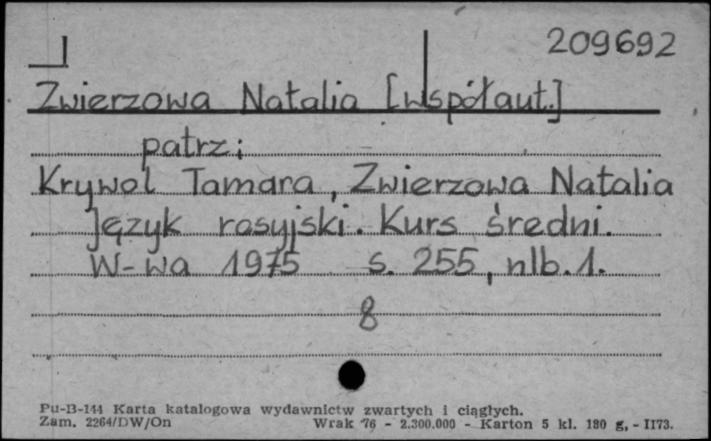 209692
Zwierzowa Natalia [współaut.]
patrz:
Krywol Tamara, Zwierzowa Natalia
Język rosyjski. Kurs średni.
W-wa 1975 s. 255, nlb. 1.
8
Pu-B-144 Karta katalogowa wydawnictw zwartych i ciągłych.
Zam. 2264/DW/On Wrak 76 - 2.300.000 - Karton 5 kl. 180 g, - II73.